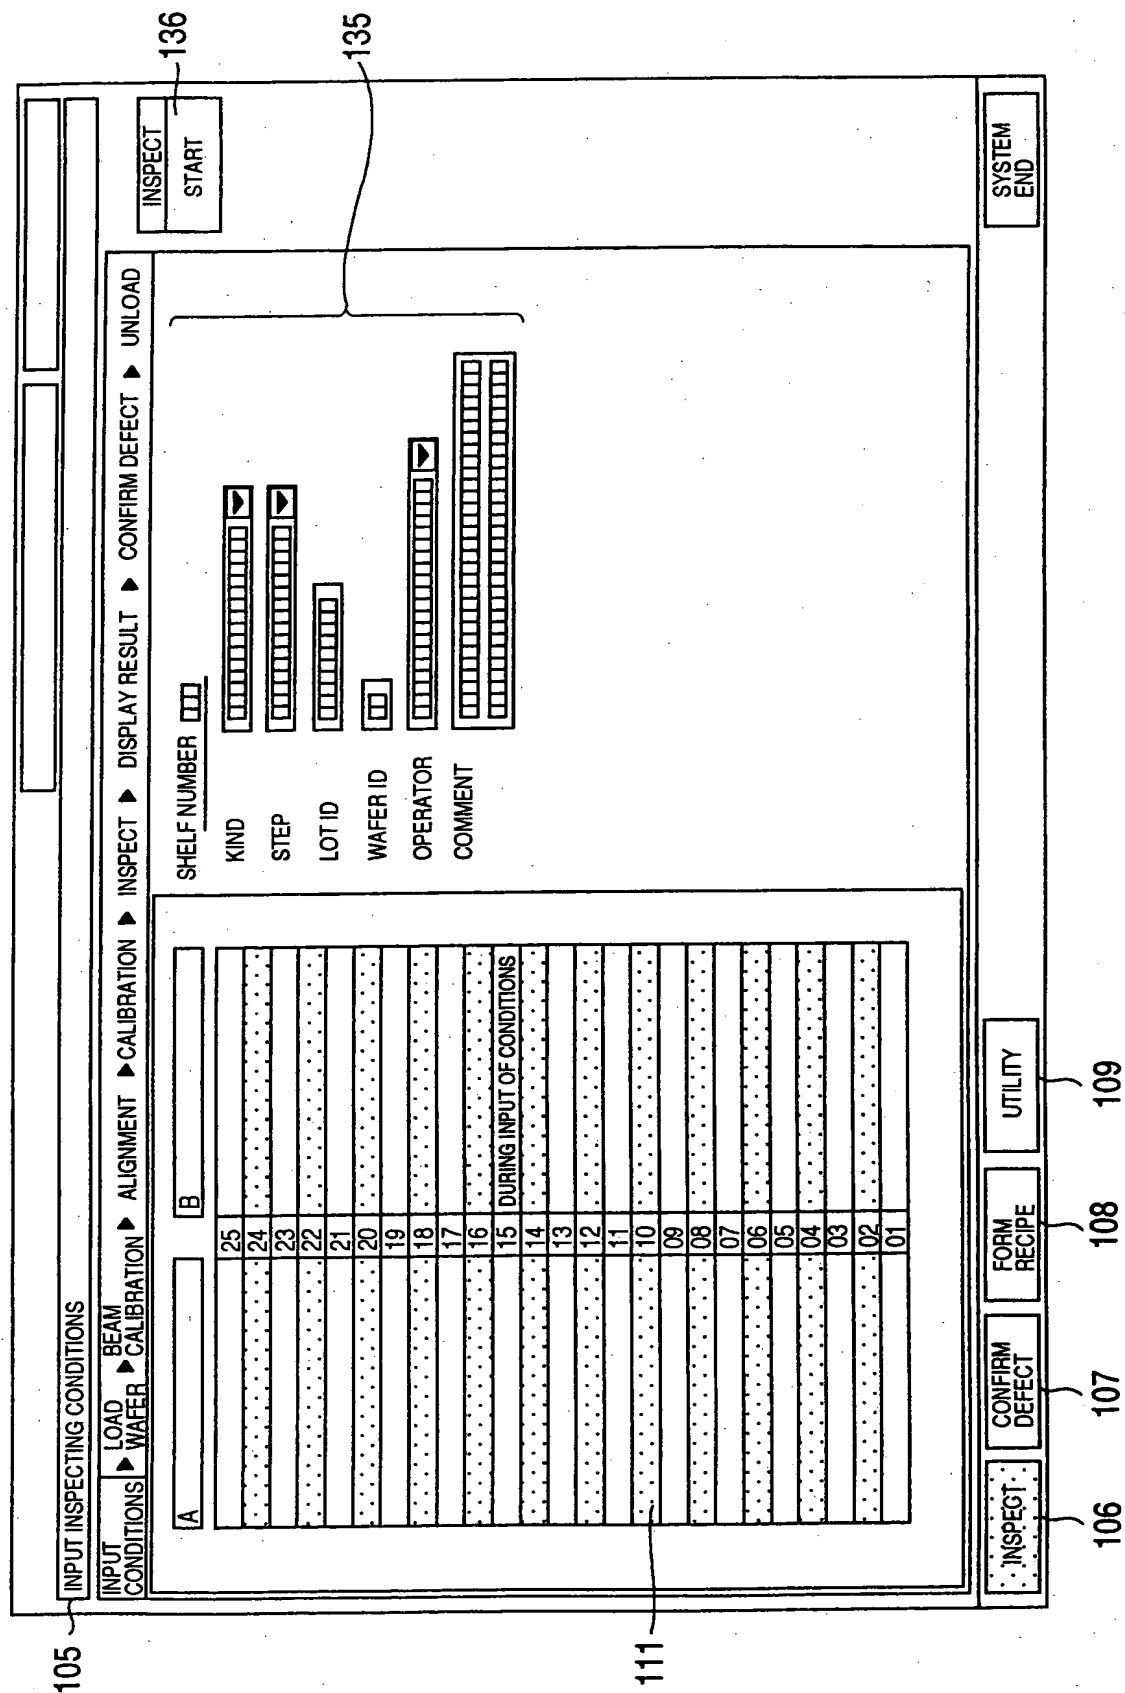 136
135
105
INPUT INSPECTING CONDITIONS
INSPECT
START
INPUT
CONDITIONS ▶ LOAD
WAFER ▶ BEAM
CALIBRATION ▶ ALIGNMENT ▶ CALIBRATION ▶ INSPECT ▶ DISPLAY RESULT ▶ CONFIRM DEFECT ▶ UNLOAD
A
B
25
24
23
22
21
20
19
18
17
16
15 DURING INPUT OF CONDITIONS
14
13
12
11
10
09
08
07
06
05
04
03
02
01
111
SHELF NUMBER
KIND
STEP
LOT ID
WAFER ID
OPERATOR
COMMENT
INSPECT
CONFIRM
DEFECT
FORM
RECIPE
UTILITY
SYSTEM
END
106
107
108
109